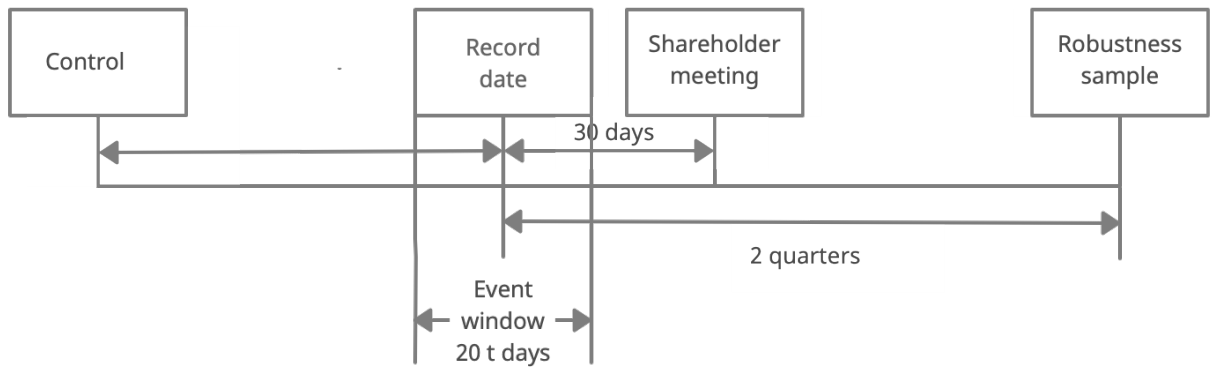 Control
Record
date
Shareholder
meeting
Robustness
sample
30 days
2 quarters
Event
window
20 t days